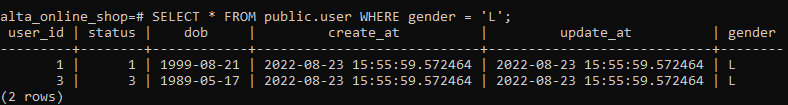 alta_online_shop=# SELECT * FROM public.user WHERE gender = 'L';
 user_id | status |    dob     |         create_at          |         update_at          | gender
---------+--------+------------+----------------------------+----------------------------+--------
       1 |      1 | 1999-08-21 | 2022-08-23 15:55:59.572464 | 2022-08-23 15:55:59.572464 | L
       3 |      3 | 1989-05-17 | 2022-08-23 15:55:59.572464 | 2022-08-23 15:55:59.572464 | L
(2 rows)